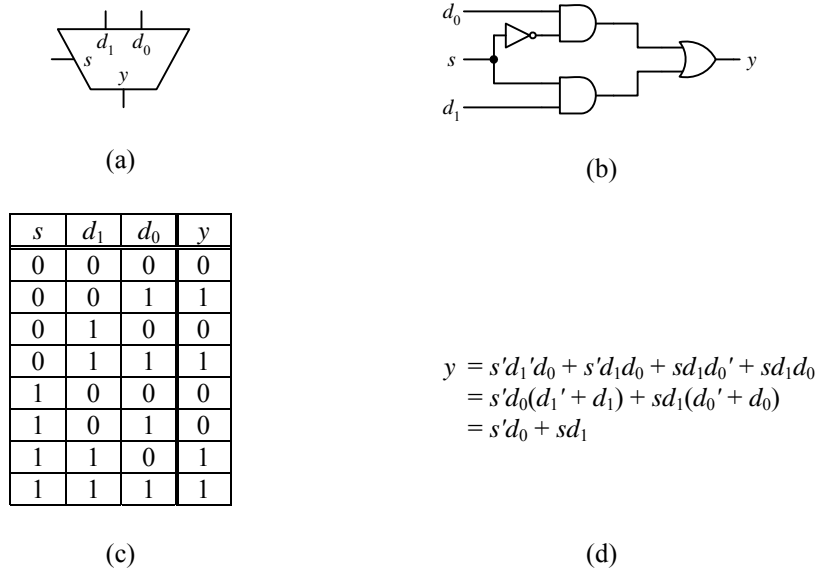 d₁ d₀
s
y
(a)
d₀
s
y
d₁
(b)
s d₁ d₀ y
0 0 0 0
0 0 1 1
0 1 0 0
0 1 1 1
1 0 0 0
1 0 1 0
1 1 0 1
1 1 1 1
(c)
y = s'd₁'d₀ + s'd₁d₀ + sd₁d₀' + sd₁d₀
= s'd₀(d₁' + d₁) + sd₁(d₀' + d₀)
= s'd₀ + sd₁
(d)